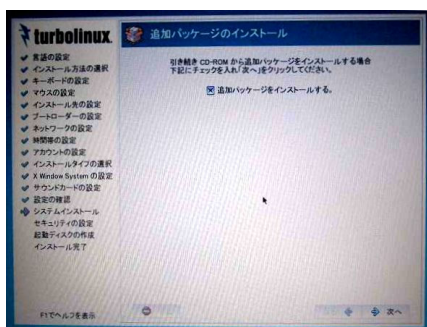 turbolinux.
追加パッケージのインストール
言語の設定
インストール方法の選択
キーボードの設定
マウスの設定
インストール先の設定
ブートローダーの設定
ネットワークの設定
時間帯の設定
アカウントの設定
インストールタイプの選択
X Window System の設定
サウンドカードの設定
設定の確認
システムインストール
セキュリティの設定
起動ディスクの作成
インストール完了
F1でヘルプを表示
引き続き CD-ROM から追加パッケージをインストールする場合
下記にチェックを入れ「次へ」をクリックしてください。
追加パッケージをインストールする。
次へ